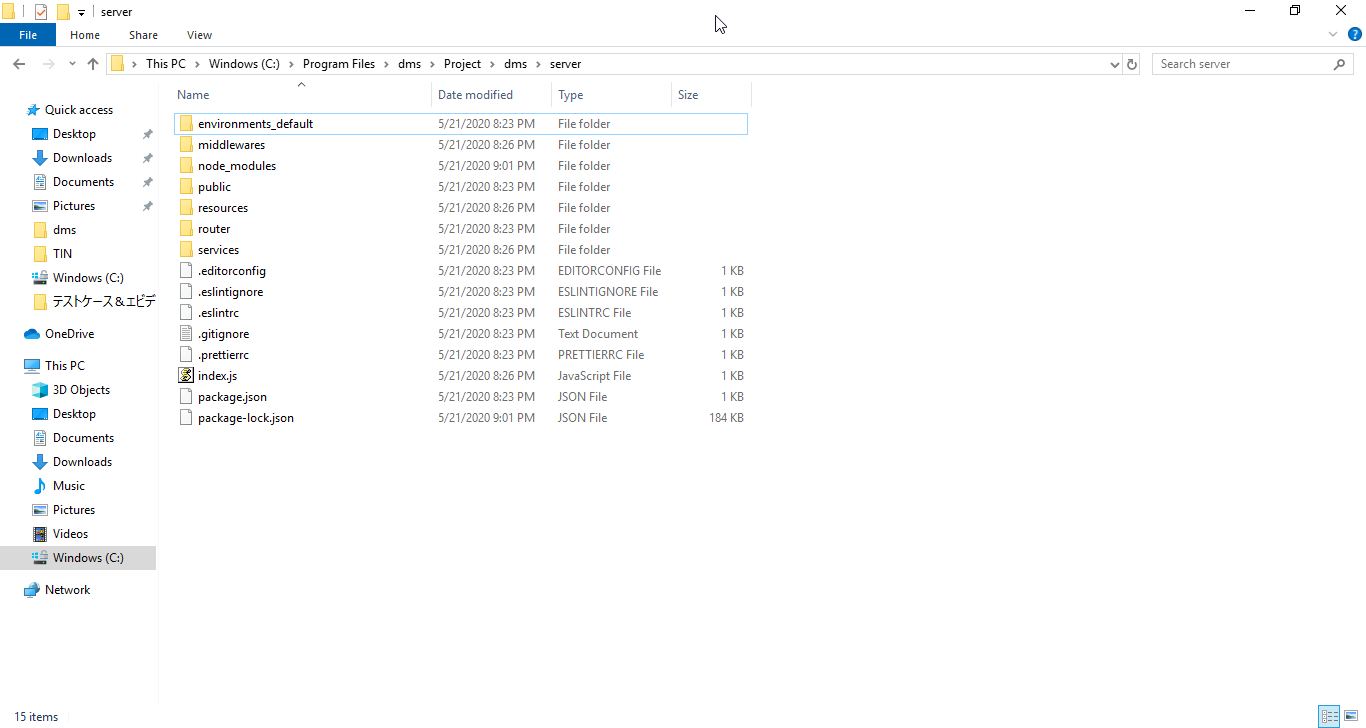 server
File Home Share View
This PC Windows (C:) Program Files dms Project dms server
Search server
Name Date modified Type Size
Quick access
Desktop
Downloads
Documents
Pictures
dms
TIN
Windows (C:)
テストケース＆エビデ
OneDrive
This PC
3D Objects
Desktop
Documents
Downloads
Music
Pictures
Videos
Windows (C:)
Network
environments_default 5/21/2020 8:23 PM File folder
middlewares 5/21/2020 8:26 PM File folder
node_modules 5/21/2020 9:01 PM File folder
public 5/21/2020 8:23 PM File folder
resources 5/21/2020 8:26 PM File folder
router 5/21/2020 8:23 PM File folder
services 5/21/2020 8:26 PM File folder
.editorconfig 5/21/2020 8:23 PM EDITORCONFIG File 1 KB
.eslintignore 5/21/2020 8:23 PM ESLINTIGNORE File 1 KB
.eslintrc 5/21/2020 8:23 PM ESLINTRC File 1 KB
.gitignore 5/21/2020 8:23 PM Text Document 1 KB
.prettierrc 5/21/2020 8:23 PM PRETTIERRC File 1 KB
index.js 5/21/2020 8:26 PM JavaScript File 1 KB
package.json 5/21/2020 8:23 PM JSON File 1 KB
package-lock.json 5/21/2020 9:01 PM JSON File 184 KB
15 items